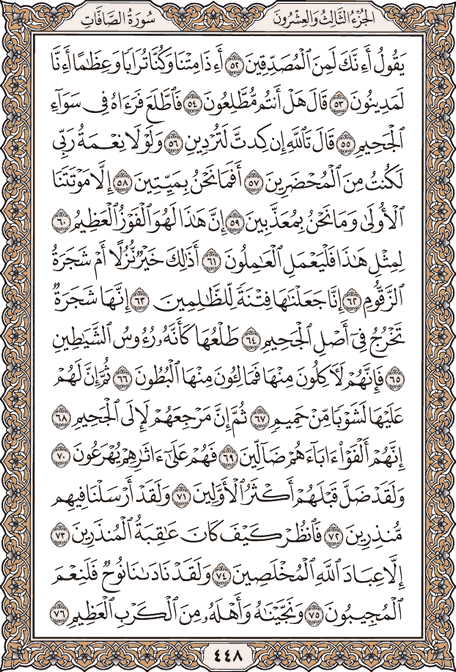 الجزء الثالث والعشرون
سورة الصافات
يَقُولُ أَءِنَّكَ لَمِنَ ٱلْمُصَدِّقِينَ ٥٢ أَءِذَا مِتْنَا وَكُنَّا تُرَابًا وَعِظَٰمًا أَءِنَّا
لَمَدِينُونَ ٥٣ قَالَ هَلْ أَنتُم مُّطَّلِعُونَ ٥٤ فَٱطَّلَعَ فَرَءَاهُ فِى سَوَآءِ
ٱلْجَحِيمِ ٥٥ قَالَ تَٱللَّهِ إِن كِدتَّ لَتُرْدِينِ ٥٦ وَلَوْلَا نِعْمَةُ رَبِّى
لَكُنتُ مِنَ ٱلْمُحْضَرِينَ ٥٧ أَفَمَا نَحْنُ بِمَيِّتِينَ ٥٨ إِلَّا مَوْتَتَنَا
ٱلْأُولَىٰ وَمَا نَحْنُ بِمُعَذَّبِينَ ٥٩ إِنَّ هَٰذَا لَهُوَ ٱلْفَوْزُ ٱلْعَظِيمُ ٦٠
لِمِثْلِ هَٰذَا فَلْيَعْمَلِ ٱلْعَٰمِلُونَ ٦١ أَذَٰلِكَ خَيْرٌ نُّزُلًا أَمْ شَجَرَةُ
ٱلزَّقُّومِ ٦٢ إِنَّا جَعَلْنَٰهَا فِتْنَةً لِّلظَّٰلِمِينَ ٦٣ إِنَّهَا شَجَرَةٌ
تَخْرُجُ فِىٓ أَصْلِ ٱلْجَحِيمِ ٦٤ طَلْعُهَا كَأَنَّهُۥ رُءُوسُ ٱلشَّيَٰطِينِ
٦٥ فَإِنَّهُمْ لَءَاكِلُونَ مِنْهَا فَمَالِـُٔونَ مِنْهَا ٱلْبُطُونَ ٦٦ ثُمَّ إِنَّ لَهُمْ
عَلَيْهَا لَشَوْبًا مِّنْ حَمِيمٍ ٦٧ ثُمَّ إِنَّ مَرْجِعَهُمْ لَإِلَى ٱلْجَحِيمِ ٦٨
إِنَّهُمْ أَلْفَوْا۟ ءَابَآءَهُمْ ضَآلِّينَ ٦٩ فَهُمْ عَلَىٰٓ ءَاثَٰرِهِمْ يُهْرَعُونَ ٧٠
وَلَقَدْ ضَلَّ قَبْلَهُمْ أَكْثَرُ ٱلْأَوَّلِينَ ٧١ وَلَقَدْ أَرْسَلْنَا فِيهِم
مُّنذِرِينَ ٧٢ فَٱنظُرْ كَيْفَ كَانَ عَٰقِبَةُ ٱلْمُنذَرِينَ ٧٣
إِلَّا عِبَادَ ٱللَّهِ ٱلْمُخْلَصِينَ ٧٤ وَلَقَدْ نَادَىٰنَا نُوحٌ فَلَنِعْمَ
ٱلْمُجِيبُونَ ٧٥ وَنَجَّيْنَٰهُ وَأَهْلَهُۥ مِنَ ٱلْكَرْبِ ٱلْعَظِيمِ ٧٦
٤٤٨